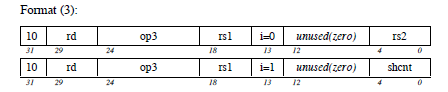 Format (3):
10 rd op3 rs1 i=0 unused(zero) rs2
31 29 24 18 13 12 4 0
10 rd op3 rs1 i=1 unused(zero) shcnt
31 29 24 18 13 12 4 0